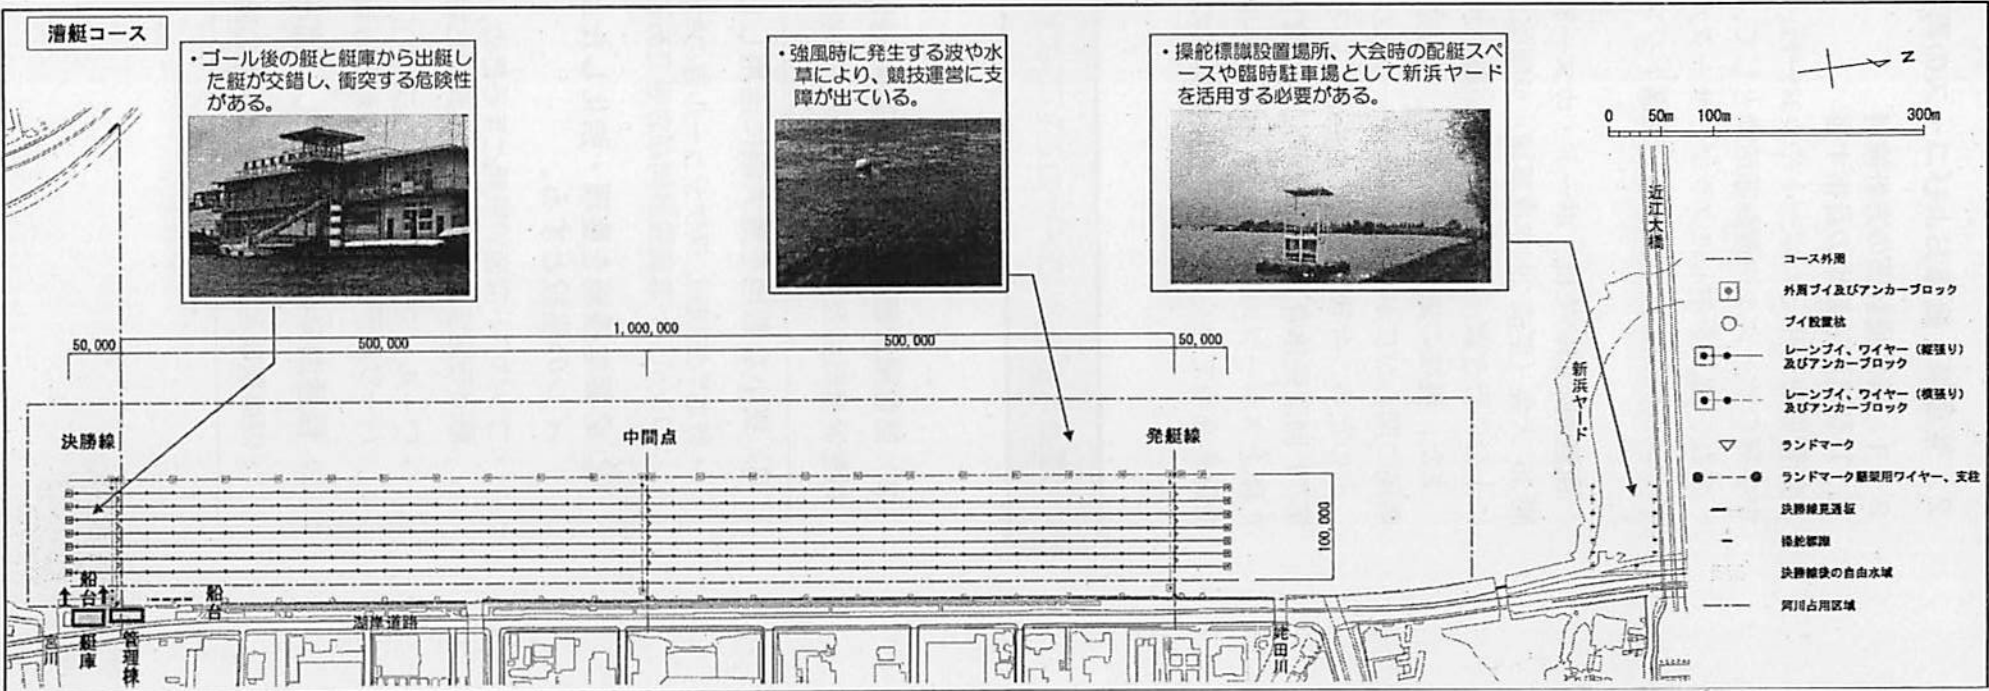 漕艇コース
・ゴール後の艇と艇庫から出艇し
た艇が交錯し、衝突する危険性
がある。
・強風時に発生する波や水
草により、競技運営に支
障が出ている。
・操舵標識設置場所、大会時の配艇スペ
ースや臨時駐車場として新浜ヤード
を活用する必要がある。
N
0 50m 100m 300m
近江大橋
コース外周
外周ブイ及びアンカーブロック
ブイ設置杭
レーンブイ、ワイヤー（縦張り）
及びアンカーブロック
レーンブイ、ワイヤー（横張り）
及びアンカーブロック
ランドマーク
ランドマーク懸架用ワイヤー、支柱
決勝線見透板
操舵標識
決勝線後の自由水域
河川占用区域
1,000,000
50,000 500,000 500,000 50,000
新浜ヤード
決勝線 中間点 発艇線
100,000
船台
船台
湖岸道路
艇庫
管理棟